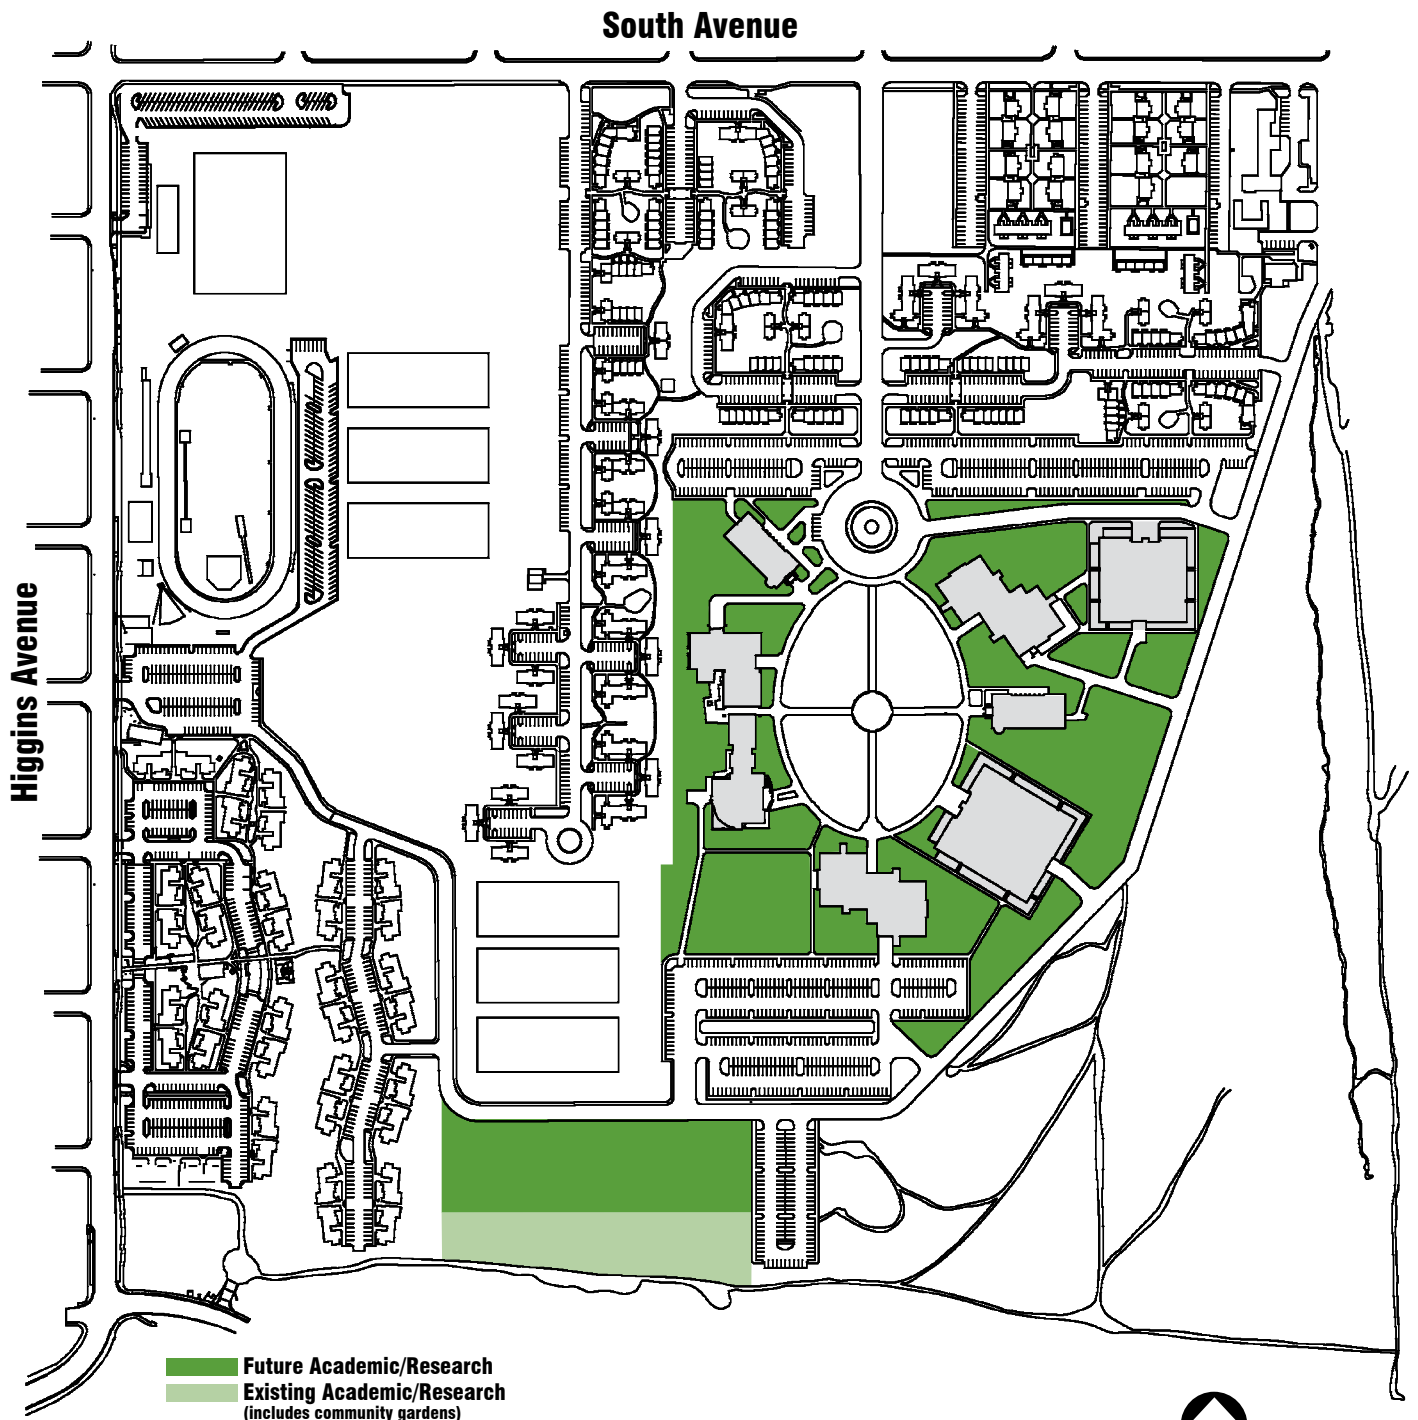 South Avenue
Higgins Avenue
Future Academic/Research
Existing Academic/Research
(includes community gardens)